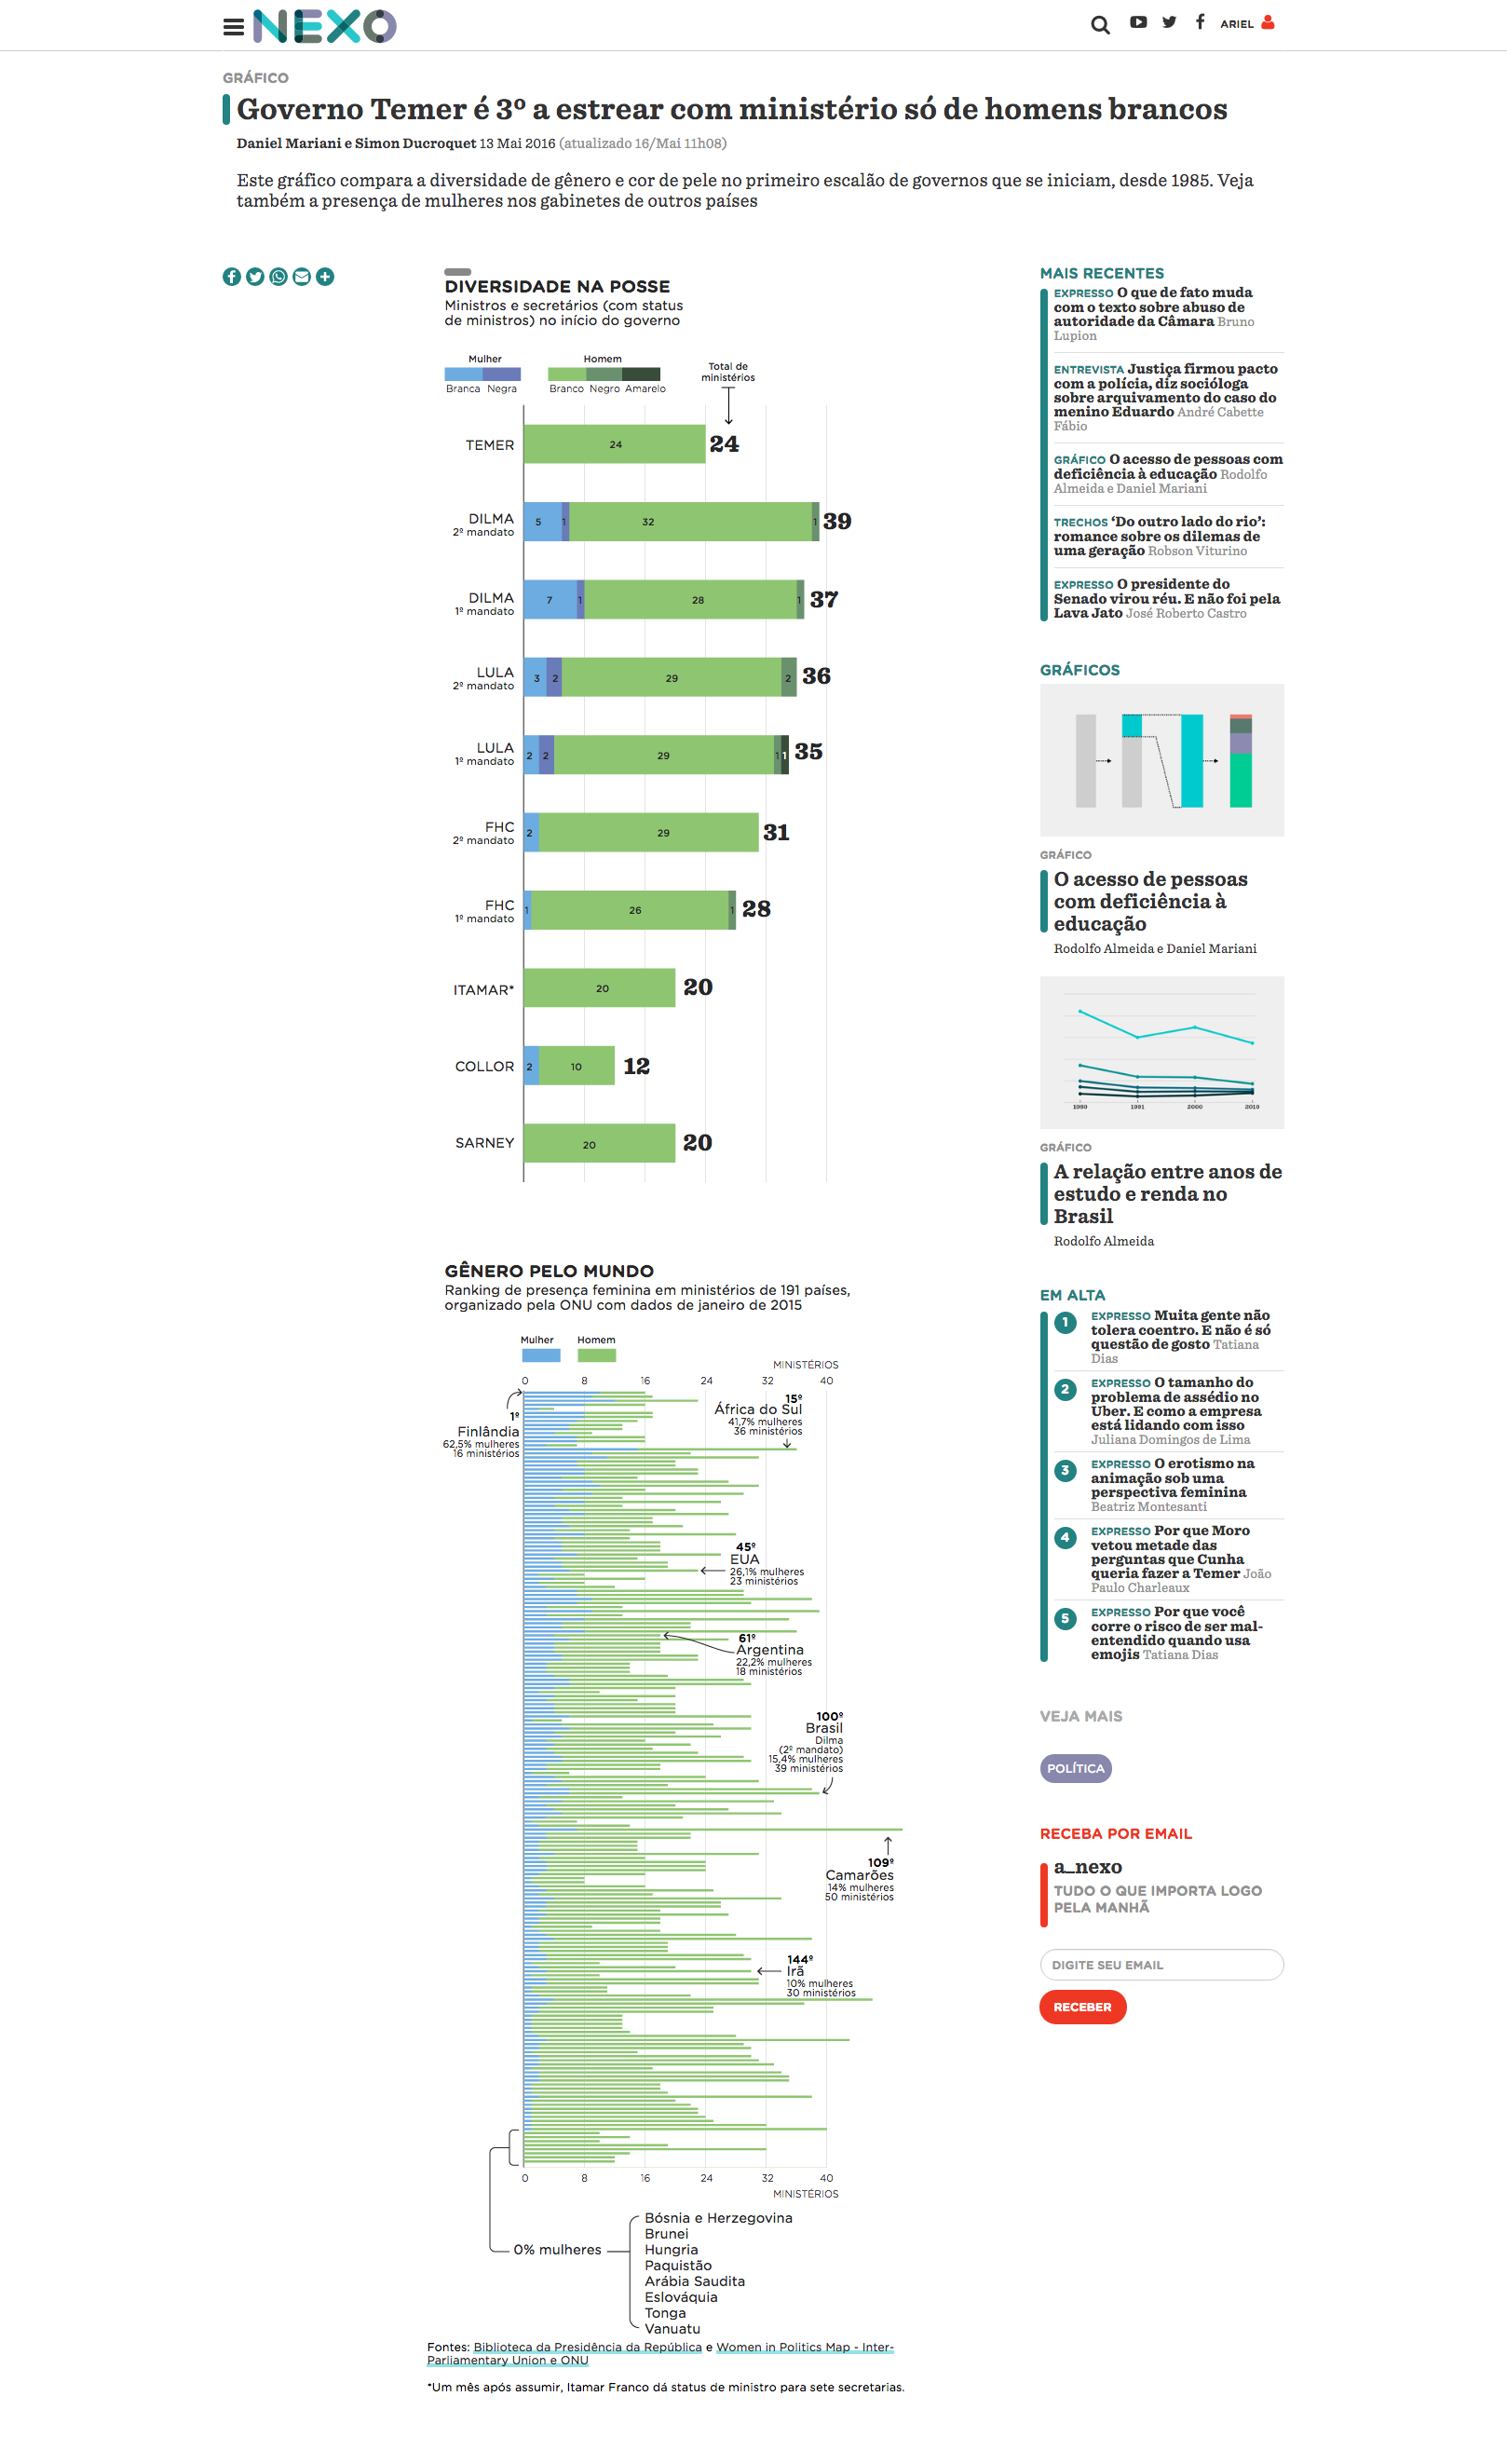 NEXO
ARIEL
GRÁFICO
Governo Temer é 3º a estrear com ministério só de homens brancos
Daniel Mariani e Simon Ducroquet 13 Mai 2016 (atualizado 16/Mai 11h08)
Este gráfico compara a diversidade de gênero e cor de pele no primeiro escalão de governos que se iniciam, desde 1985. Veja
também a presença de mulheres nos gabinetes de outros países
DIVERSIDADE NA POSSE
Ministros e secretários (com status
de ministros) no início do governo
Mulher Homem
Branca Negra Branco Negro Amarelo
Total de
ministérios
TEMER 24 24
DILMA
2º mandato
5 1 32 1 39
DILMA
1º mandato
7 1 28 1 37
LULA
2º mandato
3 2 29 2 36
LULA
1º mandato
2 2 29 1 1 35
FHC
2º mandato
2 29 31
FHC
1º mandato
1 26 1 28
ITAMAR* 20 20
COLLOR 2 10 12
SARNEY 20 20
GÊNERO PELO MUNDO
Ranking de presença feminina em ministérios de 191 países,
organizado pela ONU com dados de janeiro de 2015
Mulher Homem
MINISTÉRIOS
0 8 16 24 32 40
1º
Finlândia
62,5% mulheres
16 ministérios
15º
África do Sul
41,7% mulheres
36 ministérios
45º
EUA
26,1% mulheres
23 ministérios
61º
Argentina
22,2% mulheres
18 ministérios
100º
Brasil
Dilma
(2º mandato)
15,4% mulheres
39 ministérios
109º
Camarões
14% mulheres
50 ministérios
144º
Irã
10% mulheres
30 ministérios
0 8 16 24 32 40
MINISTÉRIOS
0% mulheres
Bósnia e Herzegovina
Brunei
Hungria
Paquistão
Arábia Saudita
Eslováquia
Tonga
Vanuatu
Fontes: Biblioteca da Presidência da República e Women in Politics Map - Inter-
Parliamentary Union e ONU
*Um mês após assumir, Itamar Franco dá status de ministro para sete secretarias.
MAIS RECENTES
EXPRESSO O que de fato muda
com o texto sobre abuso de
autoridade da Câmara Bruno
Lupion
ENTREVISTA Justiça firmou pacto
com a polícia, diz socióloga
sobre arquivamento do caso do
menino Eduardo André Cabette
Fábio
GRÁFICO O acesso de pessoas com
deficiência à educação Rodolfo
Almeida e Daniel Mariani
TRECHOS ‘Do outro lado do rio’:
romance sobre os dilemas de
uma geração Robson Viturino
EXPRESSO O presidente do
Senado virou réu. E não foi pela
Lava Jato José Roberto Castro
GRÁFICOS
GRÁFICO
O acesso de pessoas
com deficiência à
educação
Rodolfo Almeida e Daniel Mariani
1980 1991 2000 2010
GRÁFICO
A relação entre anos de
estudo e renda no
Brasil
Rodolfo Almeida
EM ALTA
1 EXPRESSO Muita gente não
tolera coentro. E não é só
questão de gosto Tatiana
Dias
2 EXPRESSO O tamanho do
problema de assédio no
Uber. E como a empresa
está lidando com isso
Juliana Domingos de Lima
3 EXPRESSO O erotismo na
animação sob uma
perspectiva feminina
Beatriz Montesanti
4 EXPRESSO Por que Moro
vetou metade das
perguntas que Cunha
queria fazer a Temer João
Paulo Charleaux
5 EXPRESSO Por que você
corre o risco de ser mal-
entendido quando usa
emojis Tatiana Dias
VEJA MAIS
POLÍTICA
RECEBA POR EMAIL
a_nexo
TUDO O QUE IMPORTA LOGO
PELA MANHÃ
DIGITE SEU EMAIL
RECEBER